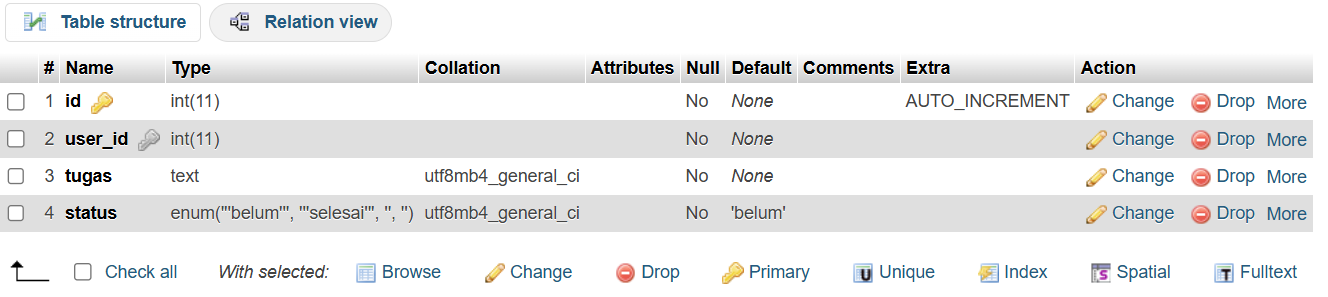 Table structure Relation view
# Name Type Collation Attributes Null Default Comments Extra Action
1 id int(11) No None AUTO_INCREMENT Change Drop More
2 user_id int(11) No None Change Drop More
3 tugas text utf8mb4_general_ci No None Change Drop More
4 status enum('''belum''', '''selesai''', '', '') utf8mb4_general_ci No 'belum' Change Drop More
Check all With selected: Browse Change Drop Primary Unique Index Spatial Fulltext